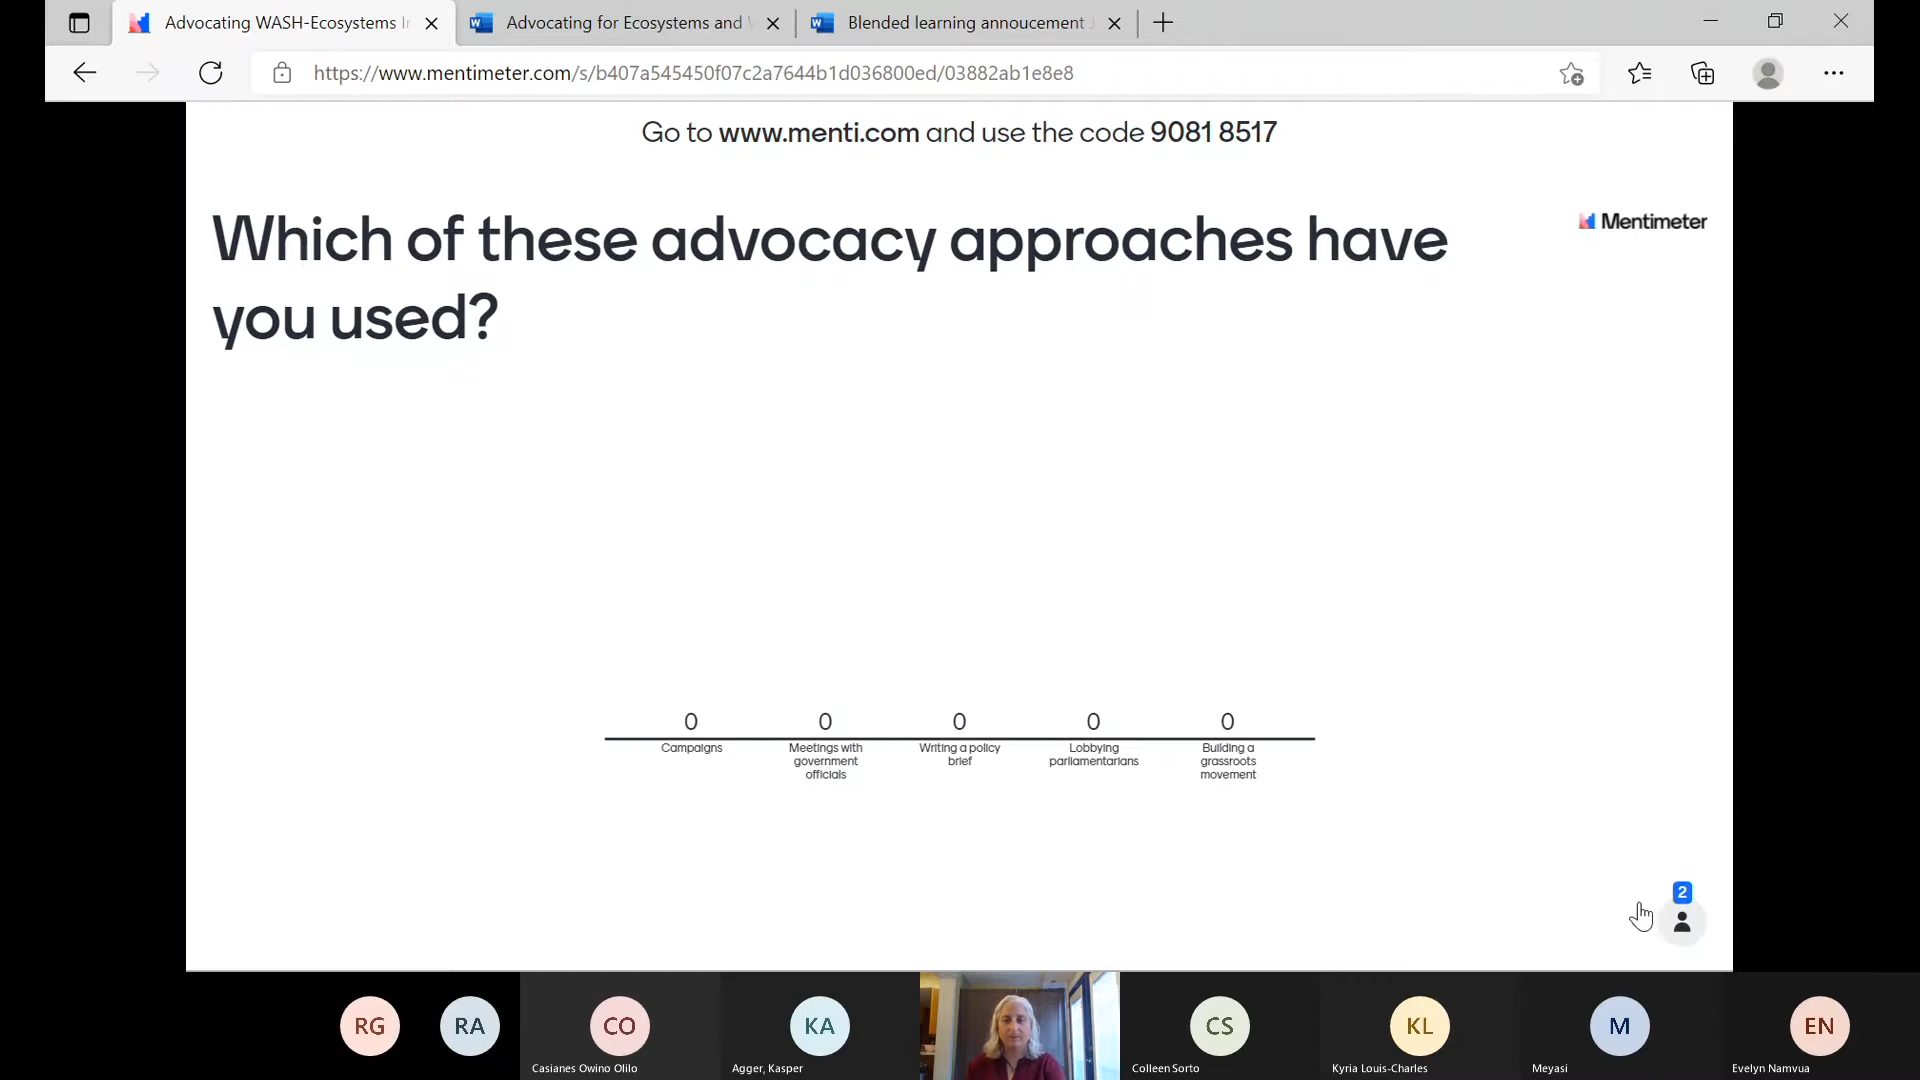 Advocating WASH-Ecosystems I
Advocating for Ecosystems and
Blended learning annoucement
https://www.mentimeter.com/s/b407a545450f07c2a7644b1d036800ed/03882ab1e8e8
Go to www.menti.com and use the code 9081 8517
Which of these advocacy approaches have
you used?
Mentimeter
0 0 0 0 0
Campaigns
Meetings with
government
officials
Writing a policy
brief
Lobbying
parliamentarians
Building a
grassroots
movement
2
RG
RA
CO
Casianes Owino Olilo
KA
Agger, Kasper
CS
Colleen Sorto
KL
Kyria Louis-Charles
M
Meyasi
EN
Evelyn Namvua